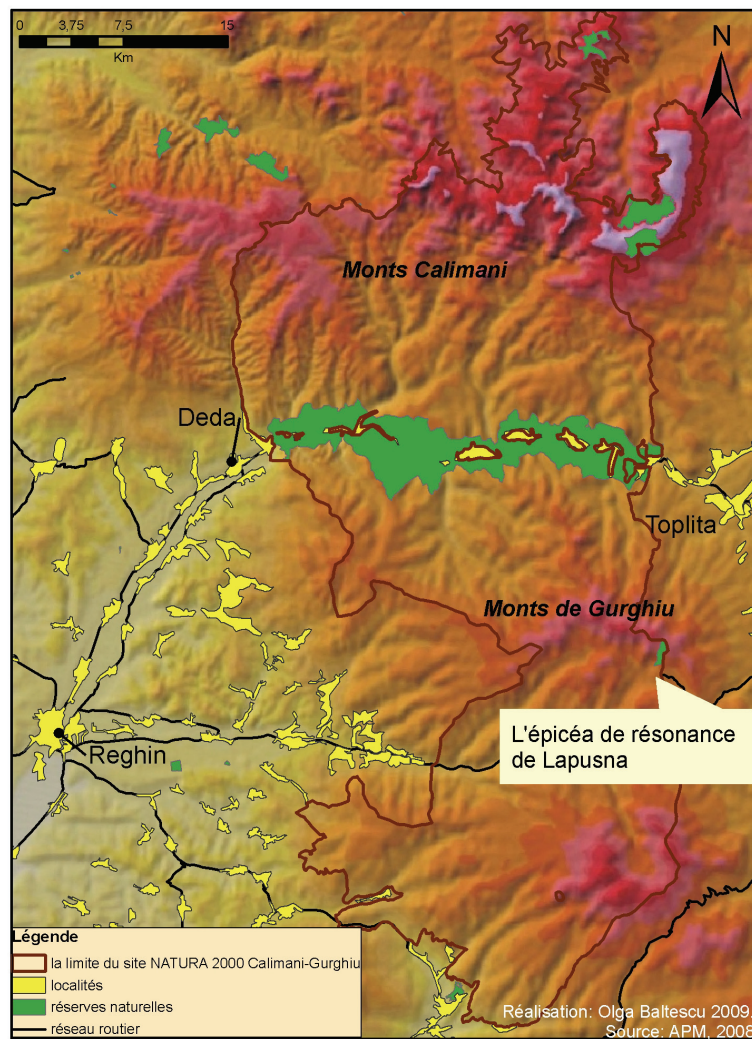 0 3,75 7,5 15
Km
N
Monts Calimani
Deda
Toplita
Monts de Gurghiu
L'épicéa de résonance
de Lapusna
Reghin
Légende
la limite du site NATURA 2000 Calimani-Gurghiu
localités
réserves naturelles
réseau routier
Réalisation: Olga Baltescu 2009.
Source: APM, 2008